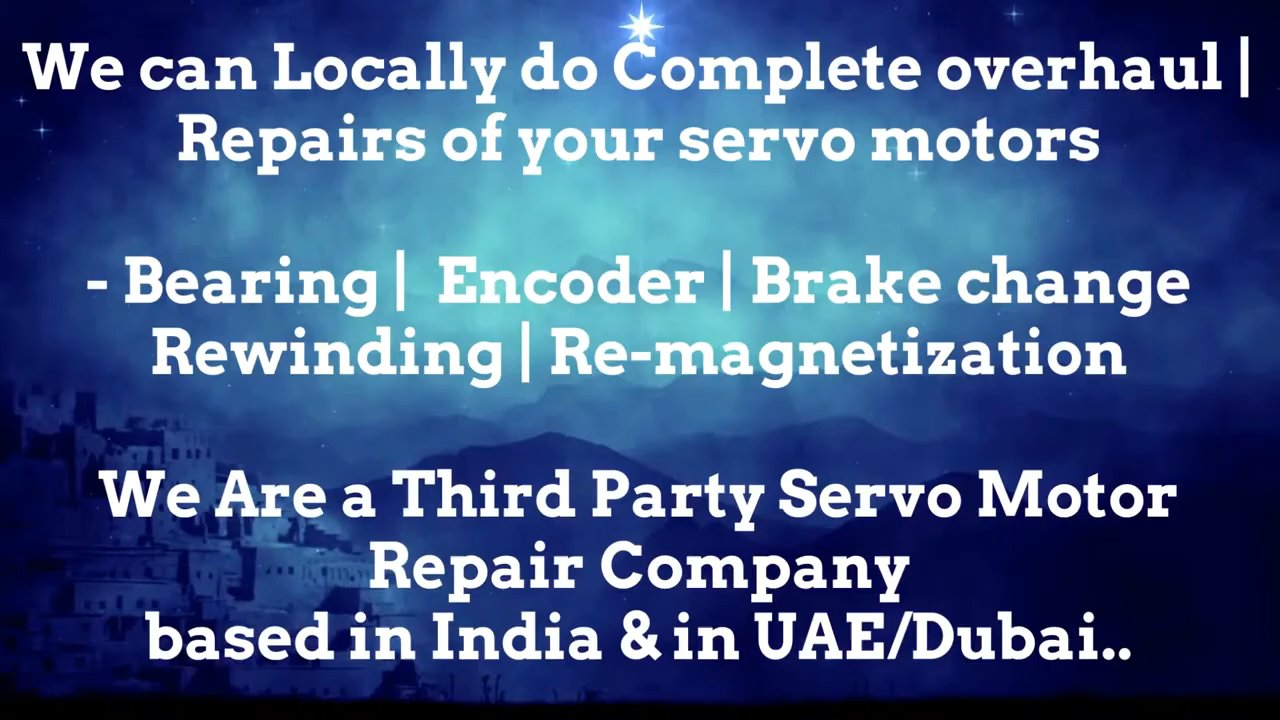 We can Locally do Complete overhaul |
Repairs of your servo motors
- Bearing | Encoder | Brake change
Rewinding | Re-magnetization
We Are a Third Party Servo Motor
Repair Company
based in India & in UAE/Dubai..